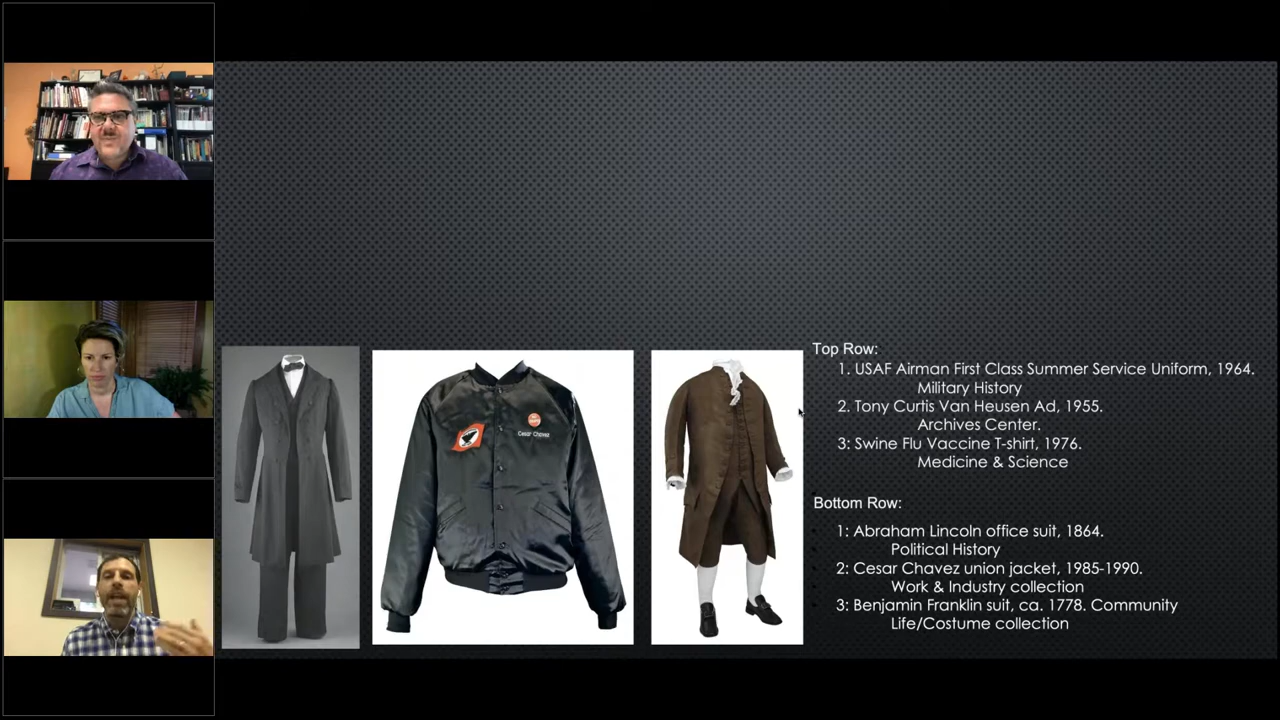 Cesar Chavez
Top Row:
1. USAF Airman First Class Summer Service Uniform, 1964.
Military History
2. Tony Curtis Van Heusen Ad, 1955.
Archives Center.
3: Swine Flu Vaccine T-shirt, 1976.
Medicine & Science
Bottom Row:
1: Abraham Lincoln office suit, 1864.
Political History
2: Cesar Chavez union jacket, 1985-1990.
Work & Industry collection
3: Benjamin Franklin suit, ca. 1778. Community
Life/Costume collection